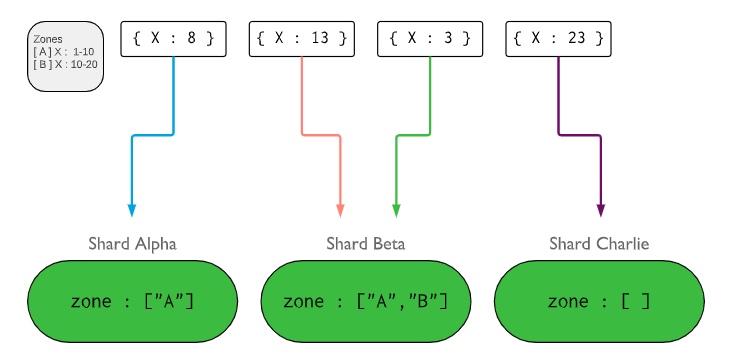 Zones
[ A ] X :  1-10
[ B ] X : 10-20
{ X : 8 }
{ X : 13 }
{ X : 3 }
{ X : 23 }
Shard Alpha
Shard Beta
Shard Charlie
zone : ["A"]
zone : ["A","B"]
zone : [ ]